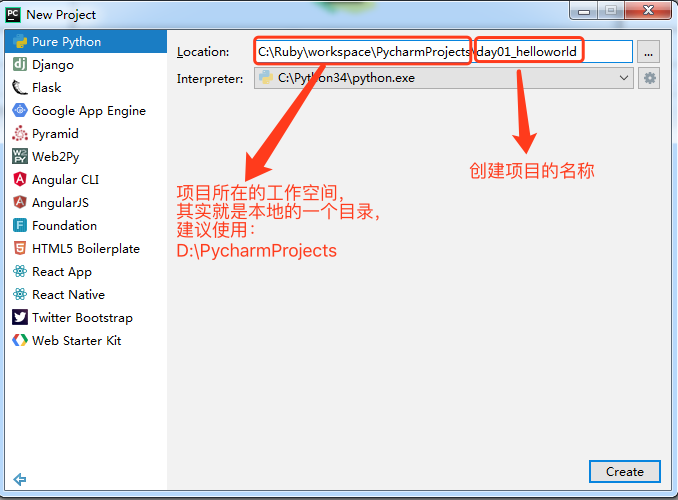 New Project
Pure Python
Django
Flask
Google App Engine
Pyramid
Web2Py
Angular CLI
AngularJS
Foundation
HTML5 Boilerplate
React App
React Native
Twitter Bootstrap
Web Starter Kit
Location: C:\Ruby\workspace\PycharmProjects\day01_helloworld ...
Interpreter: C:\Python34\python.exe
项目所在的工作空间，
其实就是本地的一个目录，
建议使用：
D:\PycharmProjects
创建项目的名称
Create